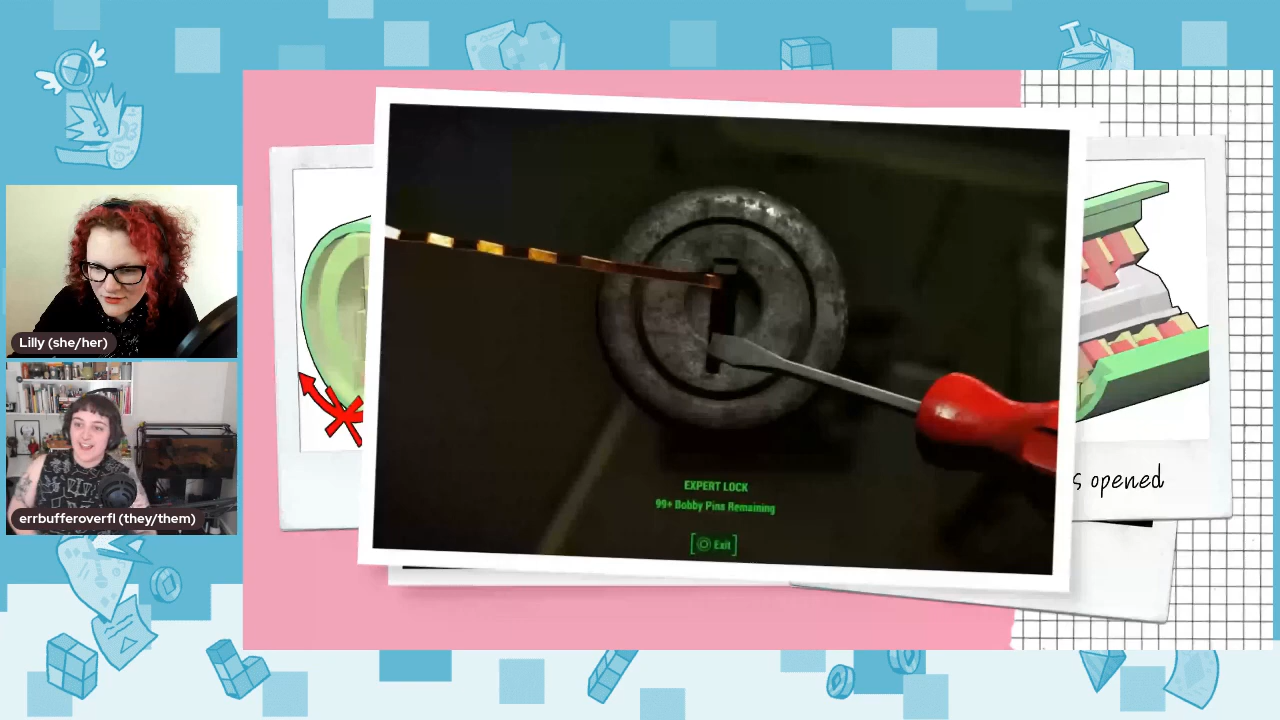 Lilly (she/her)
errbufferoverfl (they/them)
EXPERT LOCK
99+ Bobby Pins Remaining
[Exit]
s opened